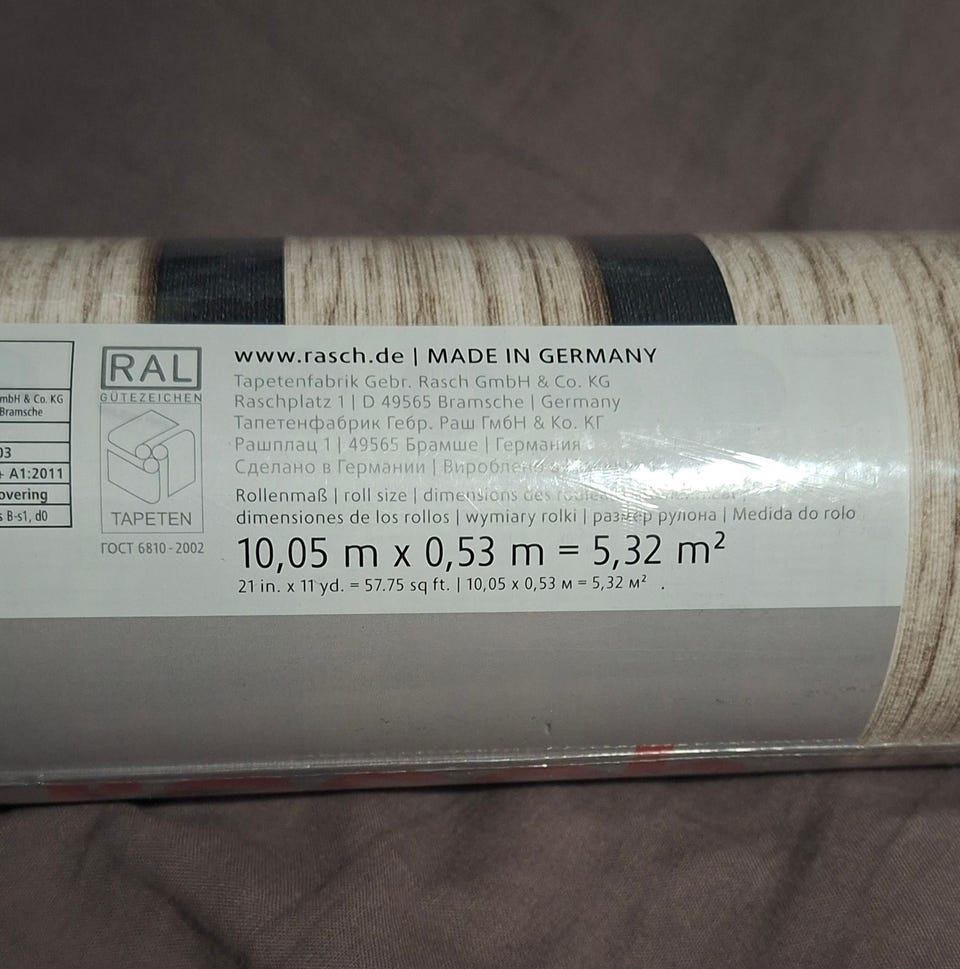 mbH & Co. KG
Bramsche
03
+ A1:2011
overing
s B-s1, d0
RAL
GÜTEZEICHEN
TAPETEN
ГОСТ 6810-2002
www.rasch.de | MADE IN GERMANY
Tapetenfabrik Gebr. Rasch GmbH & Co. KG
Raschplatz 1 | D 49565 Bramsche | Germany
Тапетенфабрик Гебр. Раш ГмбН & Ко. КГ
Рашплац 1 | 49565 Брамше | Германия
Сделано в Германии | Вироблено
Rollenmaß | roll size | dimensions des rouleaux
dimensiones de los rollos | wymiary rolki | размер рулона | Medida do rolo
10,05 m x 0,53 m = 5,32 m²
21 in. x 11 yd. = 57.75 sq ft. | 10,05 x 0,53 м = 5,32 м² .